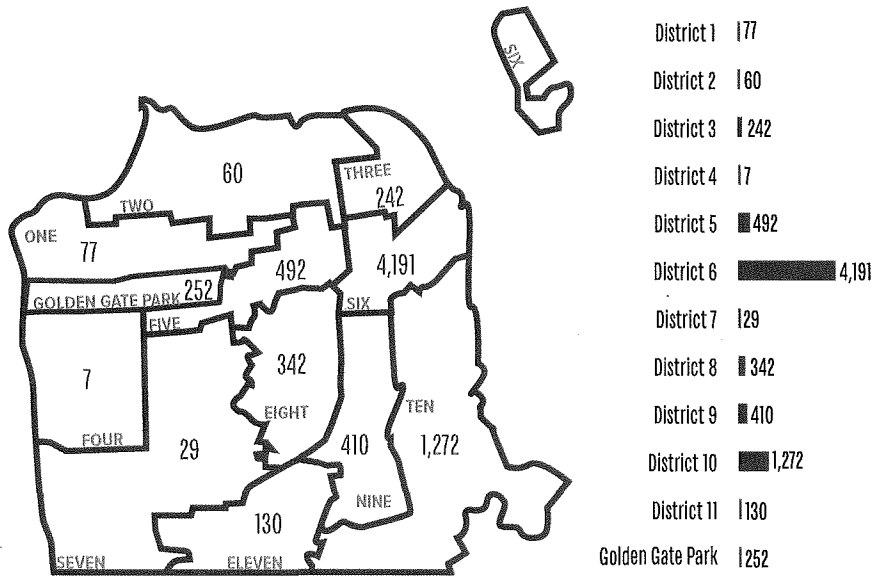 SIX
60
THREE
242
TWO
ONE
77
492
4,191
252
GOLDEN GATE PARK
SIX
FIVE
342
7
EIGHT
TEN
FOUR
29
410
1,272
NINE
130
SEVEN
ELEVEN
District 1 77
District 2 60
District 3 242
District 4 7
District 5 492
District 6 4,191
District 7 29
District 8 342
District 9 410
District 10 1,272
District 11 130
Golden Gate Park 252